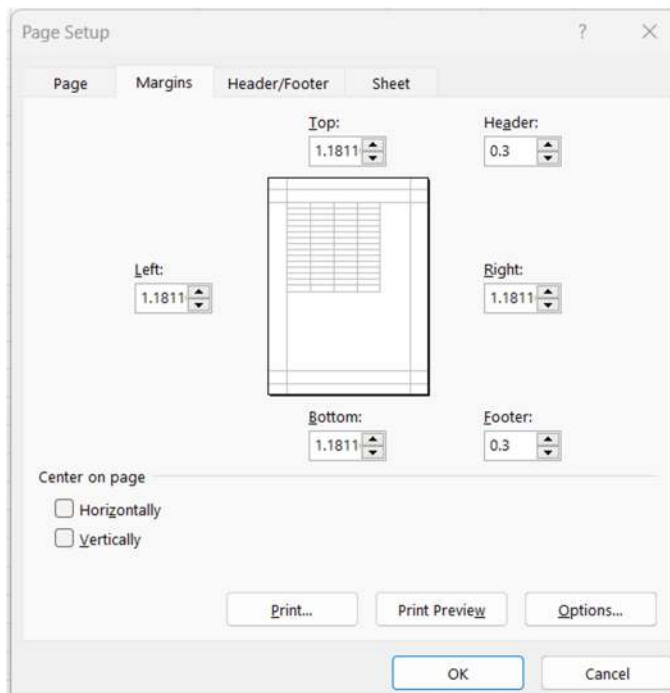 Page Setup ? ×
Page Margins Header/Footer Sheet
Top: Header:
1.1811 0.3
Left: Right:
1.1811 1.1811
Bottom: Footer:
1.1811 0.3
Center on page
Horizontally
Vertically
Print... Print Preview Options...
OK Cancel